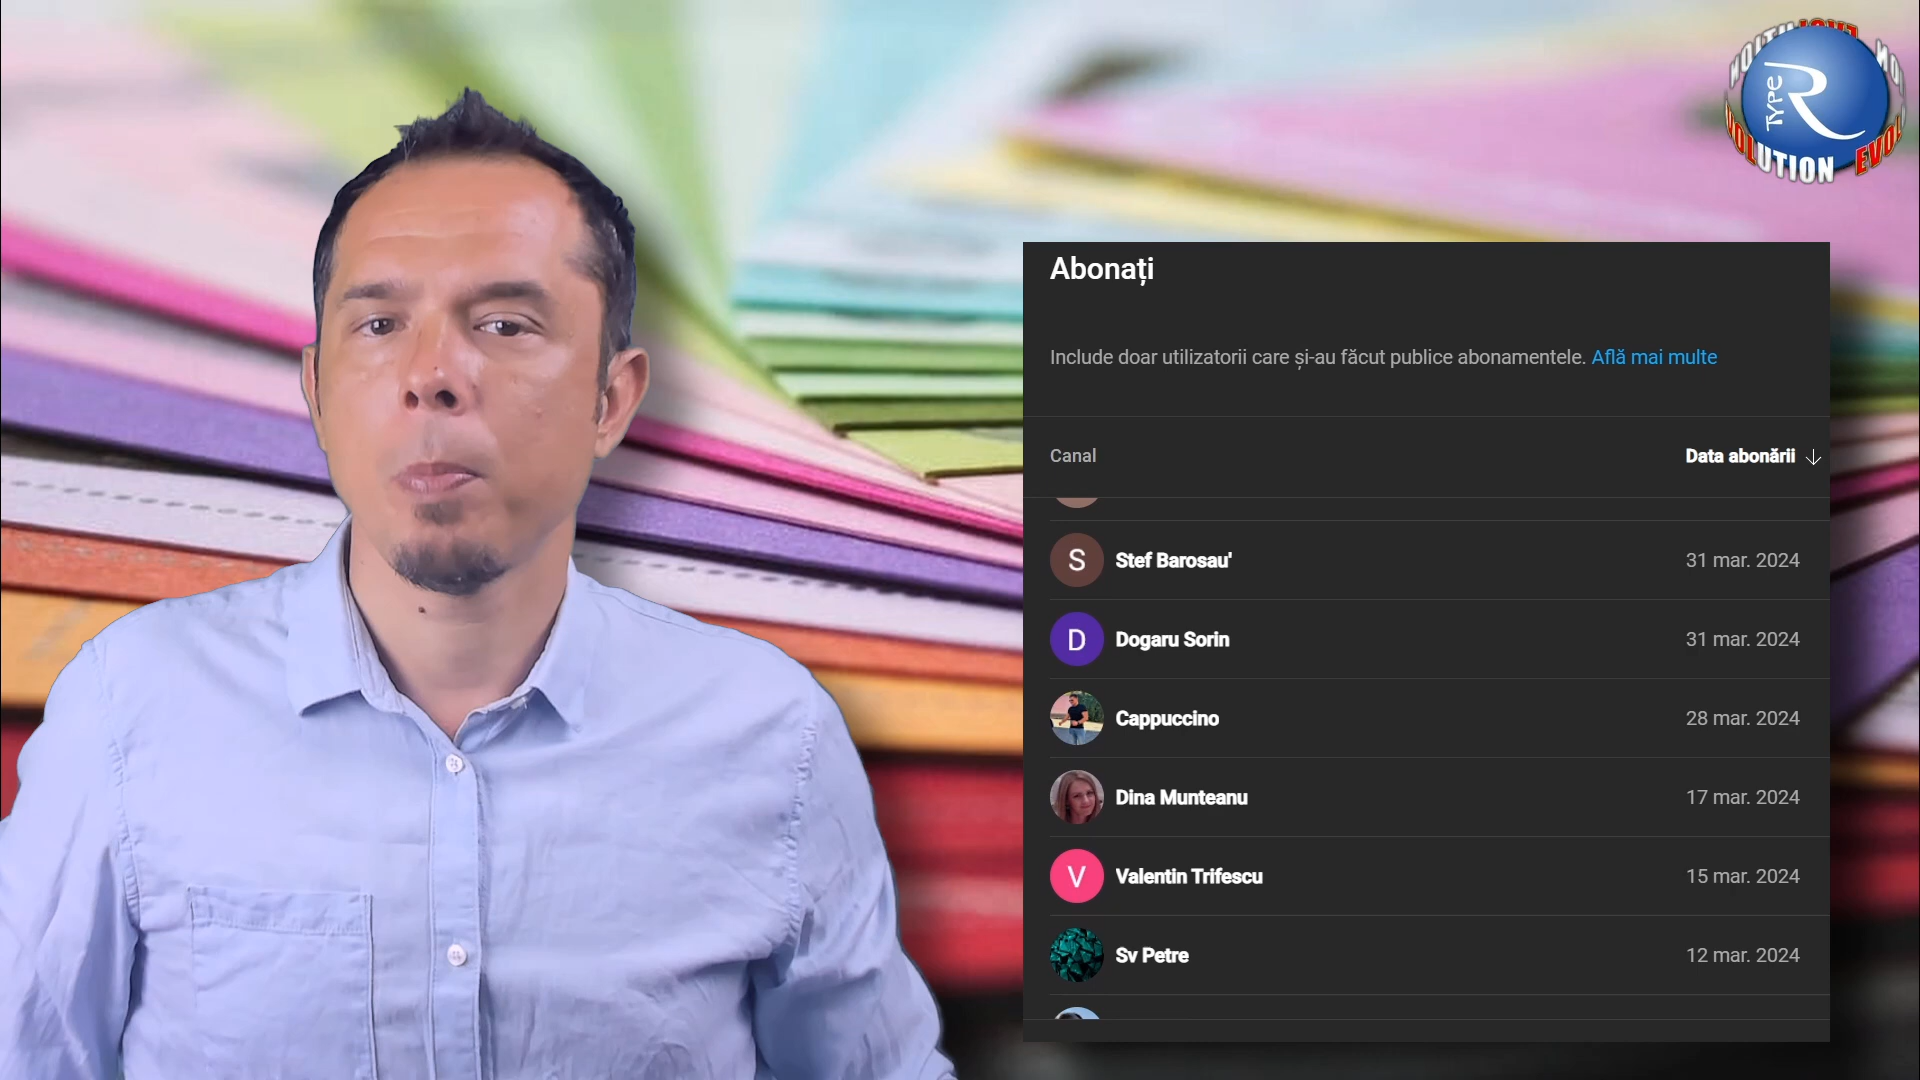 TYPE R
EVOLUTION
Abonați
Include doar utilizatorii care și-au făcut publice abonamentele. Află mai multe
Canal Data abonării
S Stef Barosau' 31 mar. 2024
D Dogaru Sorin 31 mar. 2024
Cappuccino 28 mar. 2024
Dina Munteanu 17 mar. 2024
V Valentin Trifescu 15 mar. 2024
Sv Petre 12 mar. 2024